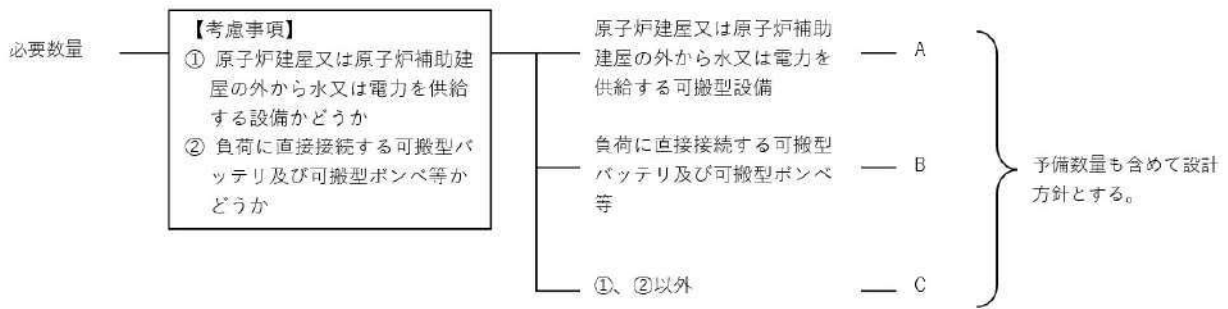 必要数量
【考慮事項】
① 原子炉建屋又は原子炉補助建
屋の外から水又は電力を供給
する設備かどうか
② 負荷に直接接続する可搬型バ
ッテリ及び可搬型ボンベ等か
どうか
原子炉建屋又は原子炉補助
建屋の外から水又は電力を
供給する可搬型設備
A
負荷に直接接続する可搬型
バッテリ及び可搬型ボンベ
等
B
①、②以外
C
予備数量も含めて設計
方針とする。